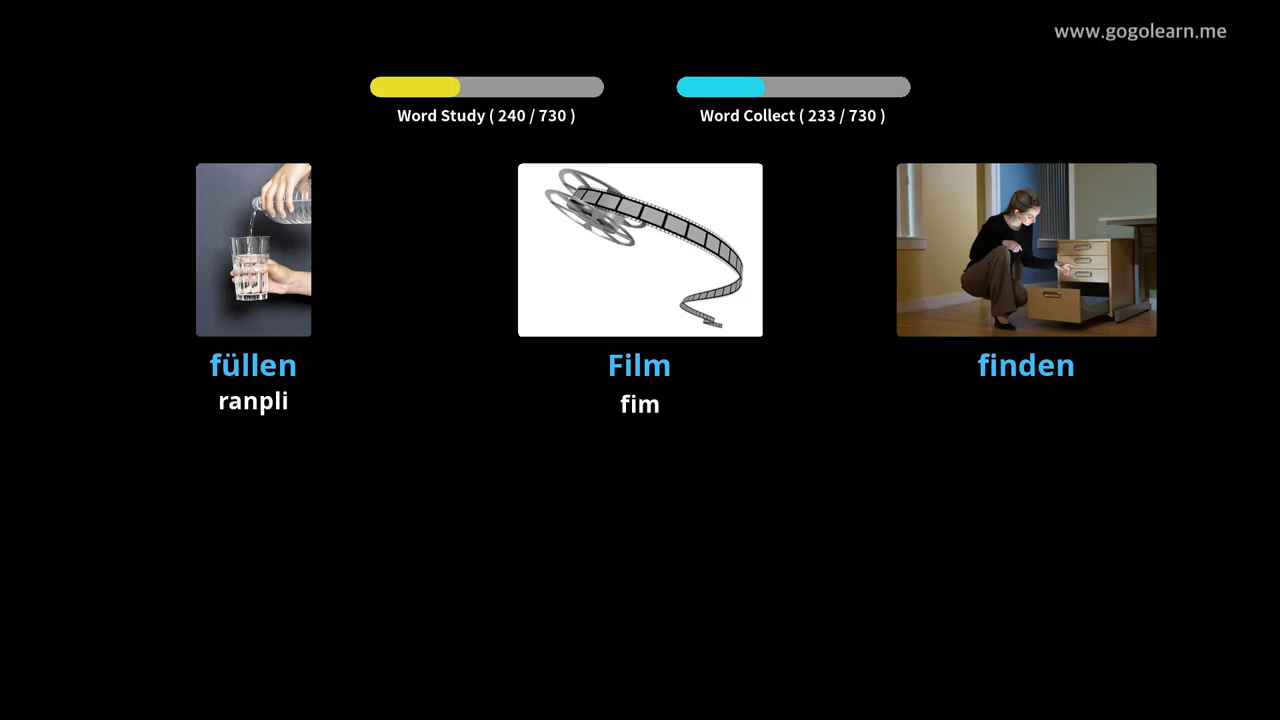 www.gogolearn.me
Word Study ( 240 / 730 )
Word Collect ( 233 / 730 )
füllen
ranpli
Film
fim
finden